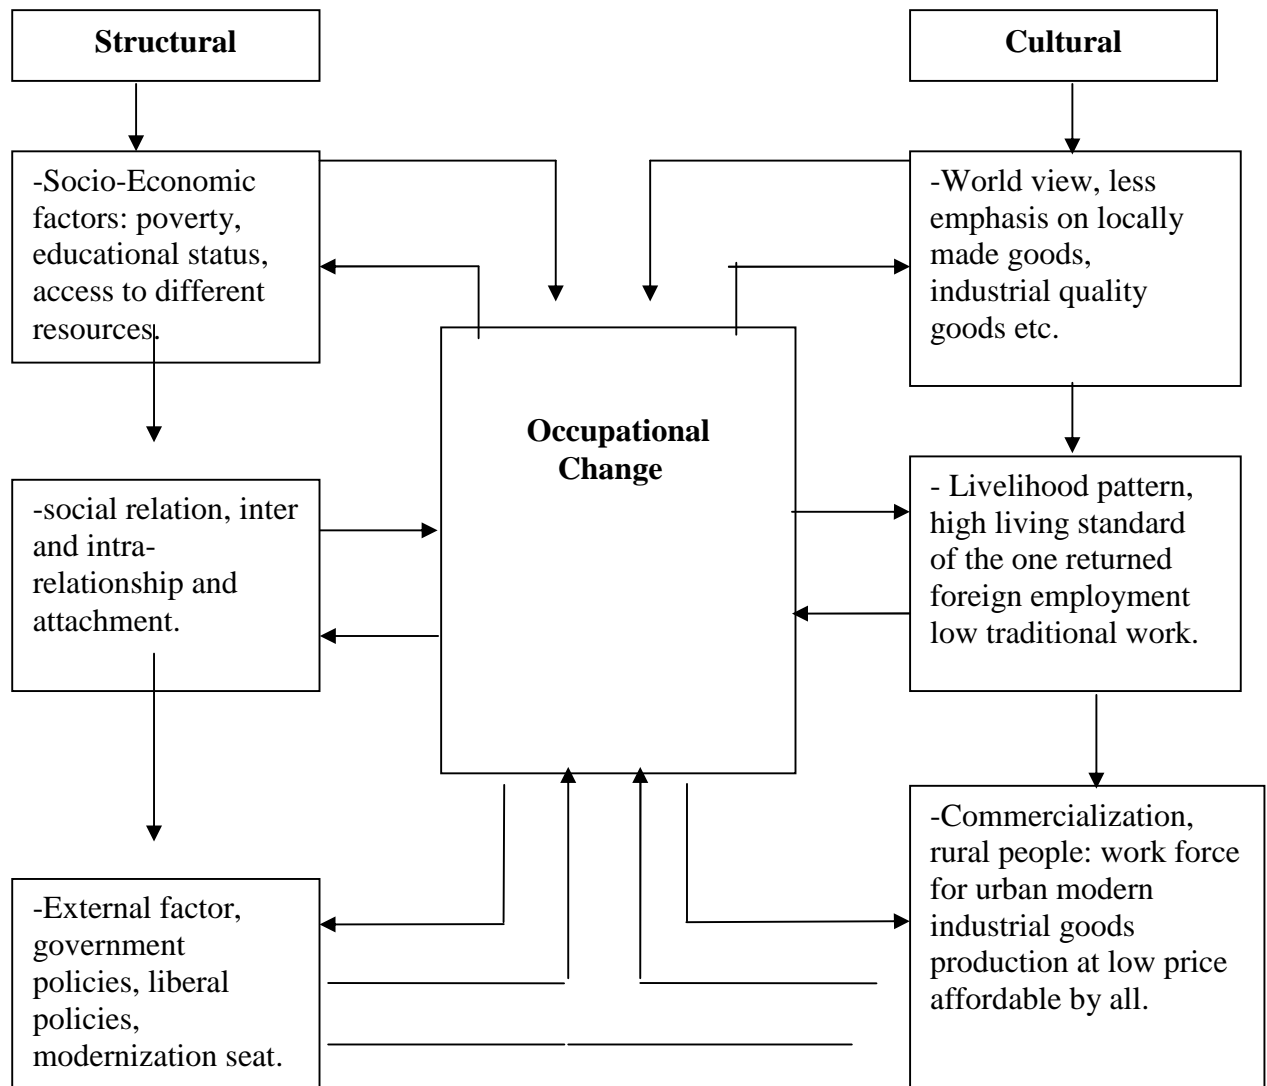 Structural
Cultural
-Socio-Economic
factors: poverty,
educational status,
access to different
resources.
-World view, less
emphasis on locally
made goods,
industrial quality
goods etc.
Occupational
Change
-social relation, inter
and intra-
relationship and
attachment.
- Livelihood pattern,
high living standard
of the one returned
foreign employment
low traditional work.
-External factor,
government
policies, liberal
policies,
modernization seat.
-Commercialization,
rural people: work force
for urban modern
industrial goods
production at low price
affordable by all.